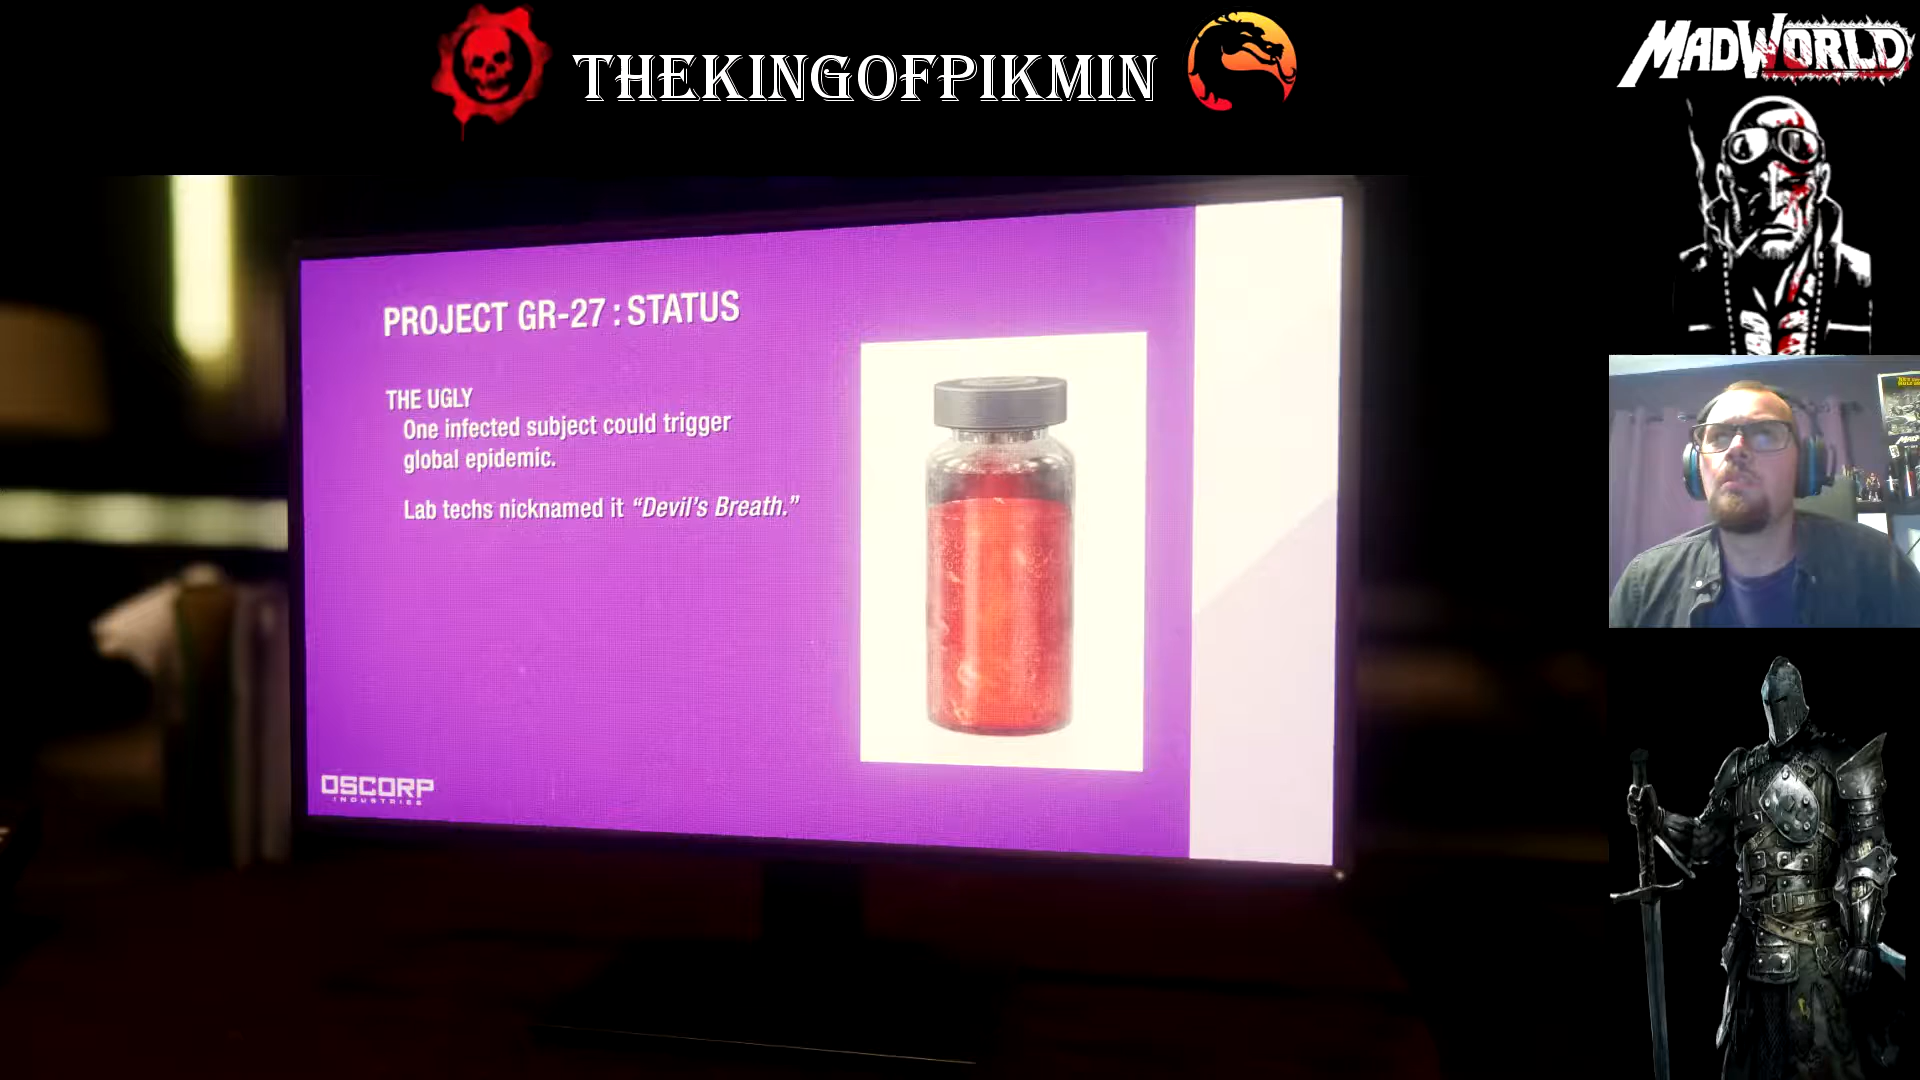 THEKINGOFPIKMIN
MADWORLD
PROJECT GR-27 : STATUS
THE UGLY
One infected subject could trigger
global epidemic.
Lab techs nicknamed it “Devil's Breath.”
OSCORP
INDUSTRIES